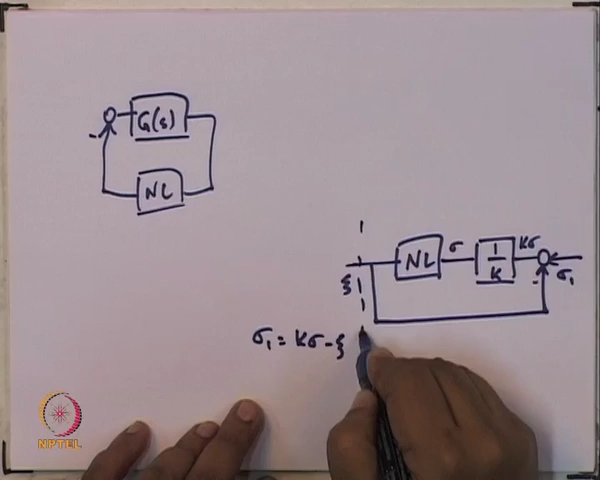 G(s)
-
NL
NL σ 1/K Kσ
ξ - σ₁
σ₁ = Kσ - ξ
NPTEL